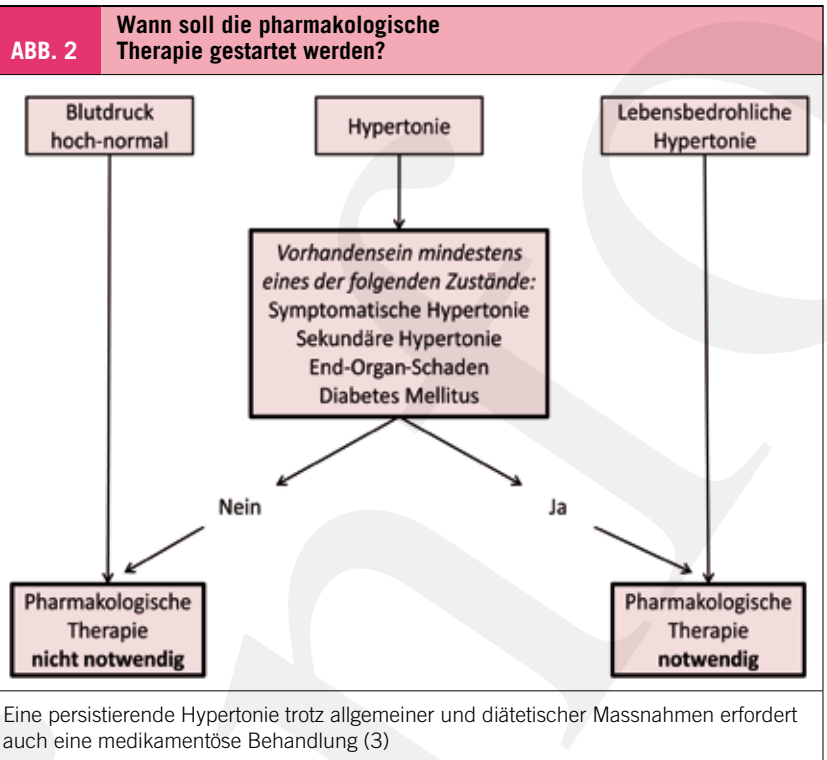 ABB. 2
Wann soll die pharmakologische
Therapie gestartet werden?
Blutdruck
hoch-normal
Hypertonie
Lebensbedrohliche
Hypertonie
Vorhandensein mindestens
eines der folgenden Zustände:
Symptomatische Hypertonie
Sekundäre Hypertonie
End-Organ-Schaden
Diabetes Mellitus
Nein
Ja
Pharmakologische
Therapie
nicht notwendig
Pharmakologische
Therapie
notwendig
Eine persistierende Hypertonie trotz allgemeiner und diätetischer Massnahmen erfordert
auch eine medikamentöse Behandlung (3)